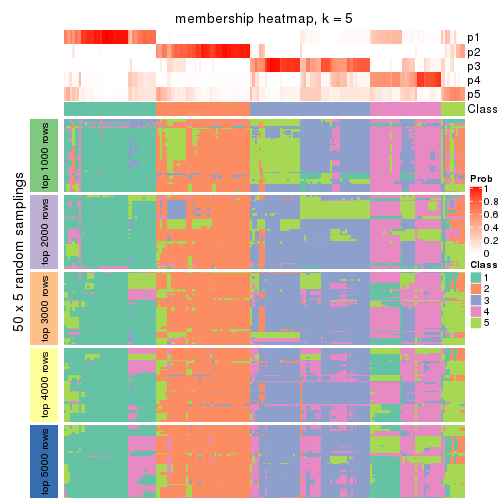 membership heatmap, k = 5
p1
p2
p3
p4
p5
Class
50 x 5 random samplings
top 1000 rows
top 2000 rows
top 3000 rows
top 4000 rows
top 5000 rows
Prob
1
0.8
0.6
0.4
0.2
0
Class
1
2
3
4
5